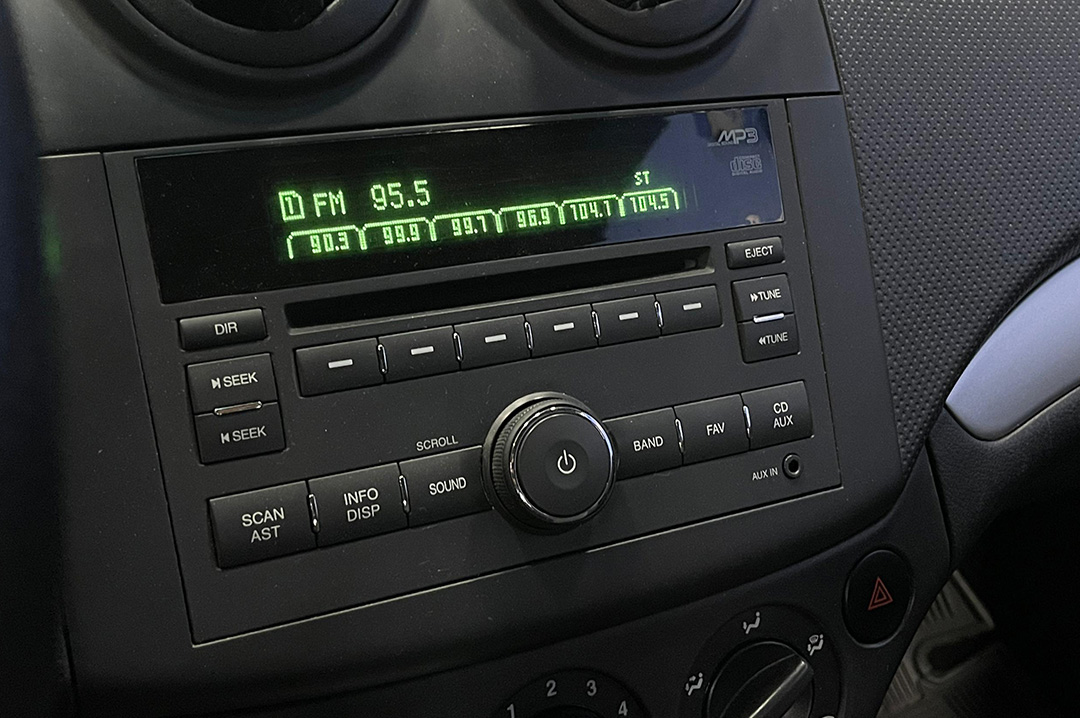 MP3
disc
DIGITAL AUDIO
ST
1 FM 95.5
90.3 99.9 99.7 96.9 104.1 104.5
EJECT
TUNE
TUNE
DIR
SEEK
SEEK
SCROLL
SCAN
AST
INFO
DISP
SOUND
BAND
FAV
CD
AUX
AUX IN
1 2 3 4